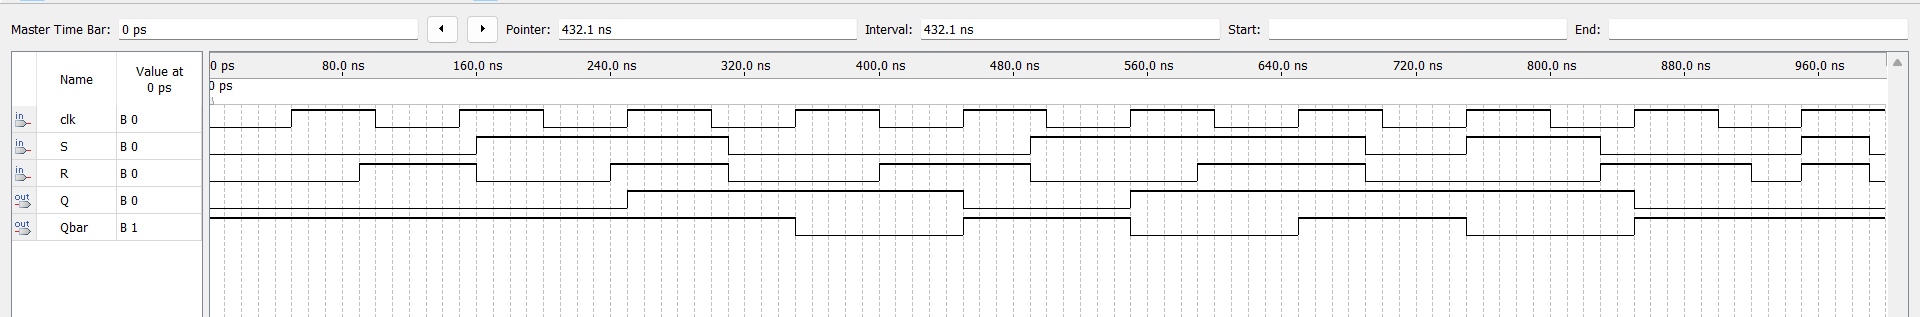 Master Time Bar: 0 ps Pointer: 432.1 ns Interval: 432.1 ns Start: End:
Name Value at 0 ps
0 ps 80.0 ns 160.0 ns 240.0 ns 320.0 ns 400.0 ns 480.0 ns 560.0 ns 640.0 ns 720.0 ns 800.0 ns 880.0 ns 960.0 ns
0 ps
in clk B 0
in S B 0
in R B 0
out Q B 0
out Qbar B 1